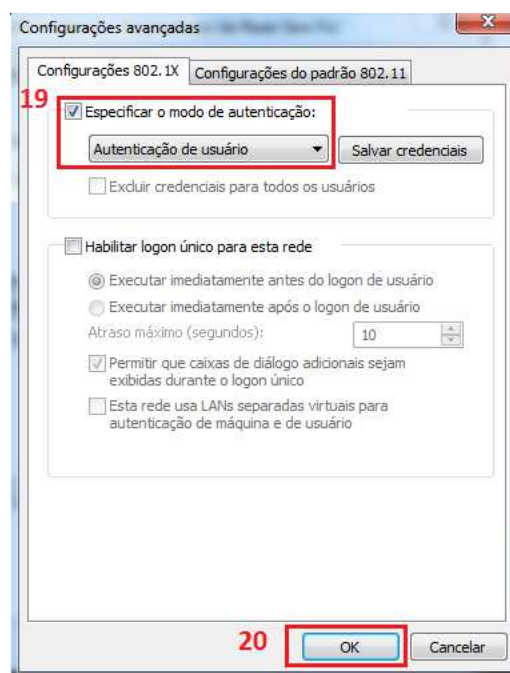 Configurações avançadas
Configurações 802.1X
Configurações do padrão 802.11
19
Especificar o modo de autenticação:
Autenticação de usuário
Salvar credenciais
Excluir credenciais para todos os usuários
Habilitar logon único para esta rede
Executar imediatamente antes do logon de usuário
Executar imediatamente após o logon de usuário
Atraso máximo (segundos):
10
Permitir que caixas de diálogo adicionais sejam
exibidas durante o logon único
Esta rede usa LANs separadas virtuais para
autenticação de máquina e de usuário
20
OK
Cancelar